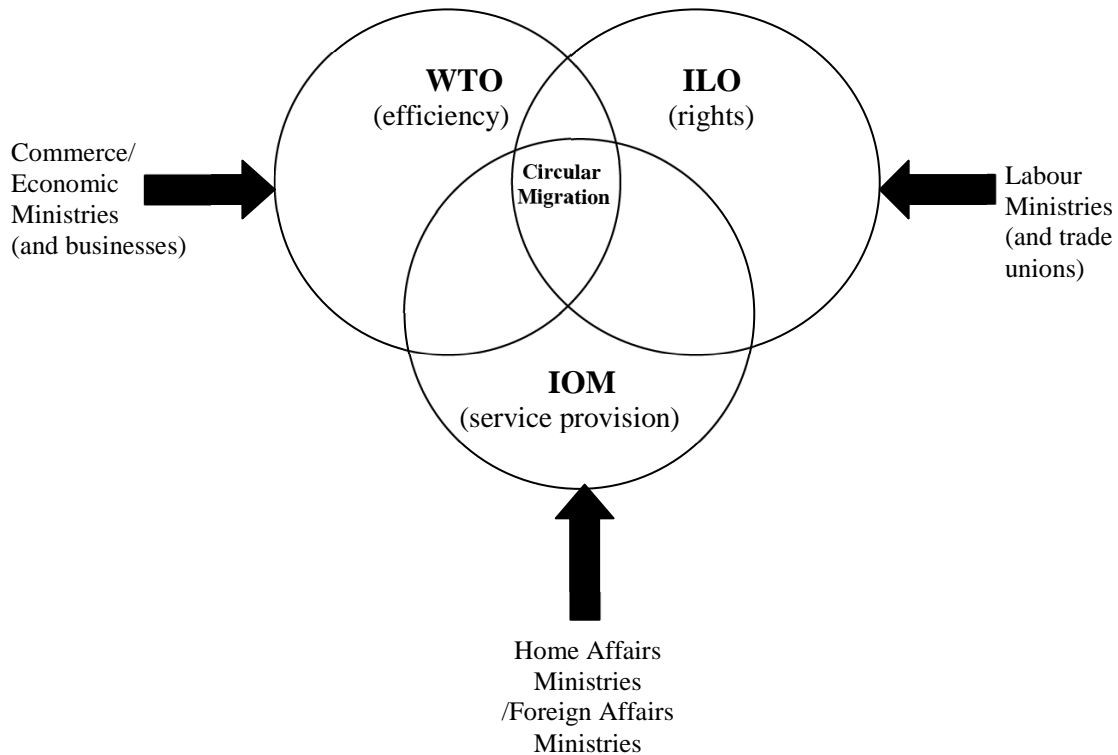 WTO
(efficiency)
ILO
(rights)
Circular
Migration
Commerce/
Economic
Ministries
(and businesses)
Labour
Ministries
(and trade
unions)
IOM
(service provision)
Home Affairs
Ministries
/Foreign Affairs
Ministries